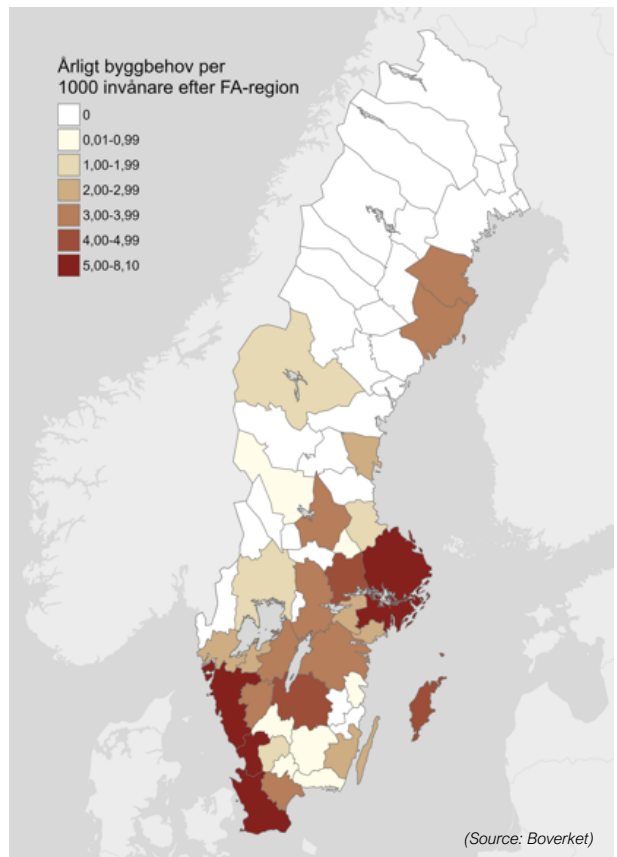 Årligt byggbehov per
1000 invånare efter FA-region
0
0,01-0,99
1,00-1,99
2,00-2,99
3,00-3,99
4,00-4,99
5,00-8,10
(Source: Boverket)